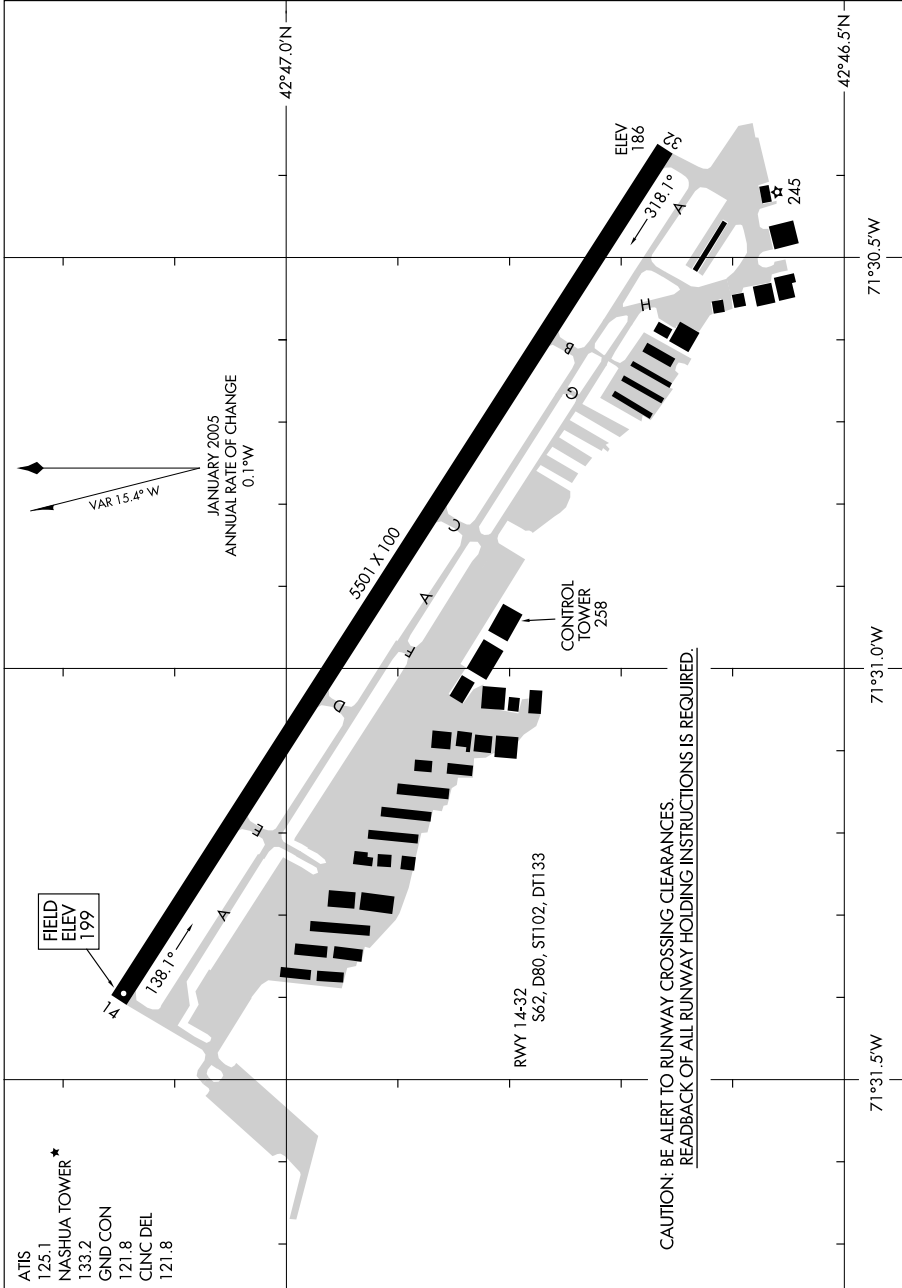 ATIS
125.1
NASHUA TOWER★
133.2
GND CON
121.8
CLNC DEL
121.8
42°47.0'N
42°46.5'N
JANUARY 2005
ANNUAL RATE OF CHANGE
0.1°W
VAR 15.4° W
FIELD
ELEV
199
14
138.1°
A
E
D
F
A
5501 X 100
C
G
B
H
A
318.1°
ELEV
186
32
245
CONTROL
TOWER
258
RWY 14-32
S62, D80, ST102, DT133
CAUTION: BE ALERT TO RUNWAY CROSSING CLEARANCES.
READBACK OF ALL RUNWAY HOLDING INSTRUCTIONS IS REQUIRED.
71°31.5'W
71°31.0'W
71°30.5'W